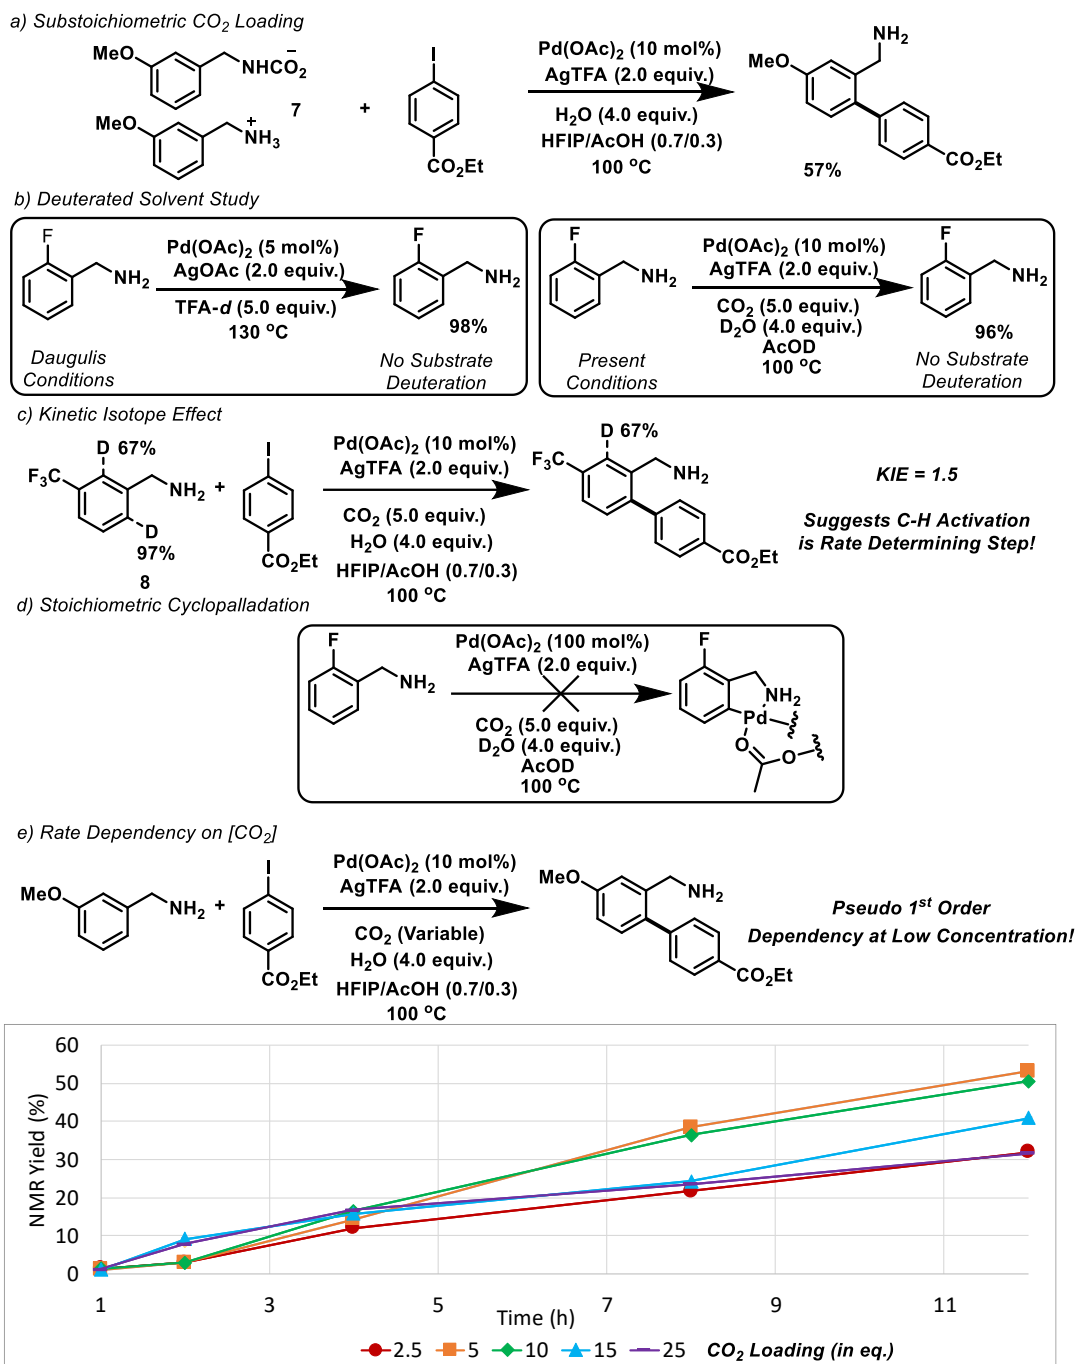 a) Substoichiometric CO2 Loading
MeO
NHCO2
−
MeO
NH3
+
7
+
I
CO2Et
Pd(OAc)2 (10 mol%)
AgTFA (2.0 equiv.)
H2O (4.0 equiv.)
HFIP/AcOH (0.7/0.3)
100 °C
NH2
MeO
CO2Et
57%
b) Deuterated Solvent Study
F
NH2
Daugulis
Conditions
Pd(OAc)2 (5 mol%)
AgOAc (2.0 equiv.)
TFA-d (5.0 equiv.)
130 °C
F
NH2
98%
No Substrate
Deuteration
F
NH2
Present
Conditions
Pd(OAc)2 (10 mol%)
AgTFA (2.0 equiv.)
CO2 (5.0 equiv.)
D2O (4.0 equiv.)
AcOD
100 °C
F
NH2
96%
No Substrate
Deuteration
c) Kinetic Isotope Effect
D 67%
F3C
NH2
D
97%
8
+
I
CO2Et
Pd(OAc)2 (10 mol%)
AgTFA (2.0 equiv.)
CO2 (5.0 equiv.)
H2O (4.0 equiv.)
HFIP/AcOH (0.7/0.3)
100 °C
D 67%
F3C
NH2
CO2Et
KIE = 1.5
Suggests C-H Activation
is Rate Determining Step!
d) Stoichiometric Cyclopalladation
F
NH2
Pd(OAc)2 (100 mol%)
AgTFA (2.0 equiv.)
CO2 (5.0 equiv.)
D2O (4.0 equiv.)
AcOD
100 °C
F
NH2
Pd
O
O
e) Rate Dependency on [CO2]
MeO
NH2
+
I
CO2Et
Pd(OAc)2 (10 mol%)
AgTFA (2.0 equiv.)
CO2 (Variable)
H2O (4.0 equiv.)
HFIP/AcOH (0.7/0.3)
100 °C
MeO
NH2
CO2Et
Pseudo 1st Order
Dependency at Low Concentration!
NMR Yield (%)
60
50
40
30
20
10
0
1 3 5 7 9 11
Time (h)
2.5 5 10 15 25 CO2 Loading (in eq.)